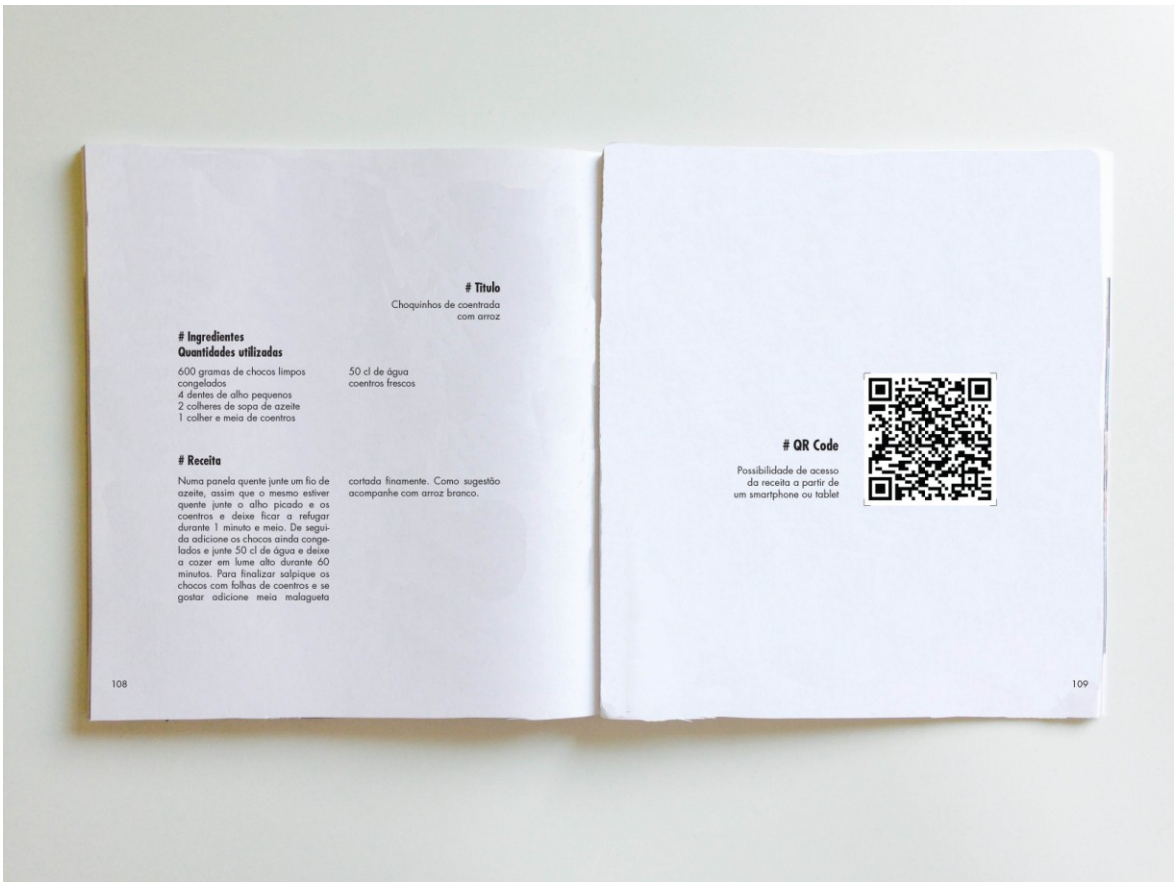 # Título
Choquinhos de coentrada
com arroz
# Ingredientes
Quantidades utilizadas
600 gramas de chocos limpos
congelados
4 dentes de alho pequenos
2 colheres de sopa de azeite
1 colher e meia de coentros
50 cl de água
coentros frescos
# Receita
Numa panela quente junte um fio de
azeite, assim que o mesmo estiver
quente junte o alho picado e os
coentros e deixe ficar a refugar
durante 1 minuto e meio. De segui-
da adicione os chocos ainda conge-
lados e junte 50 cl de água e deixe
a cozer em lume alto durante 60
minutos. Para finalizar salpique os
chocos com folhas de coentros e se
gostar adicione meia malagueta
cortada finamente. Como sugestão
acompanhe com arroz branco.
108
# QR Code
Possibilidade de acesso
da receita a partir de
um smartphone ou tablet
109